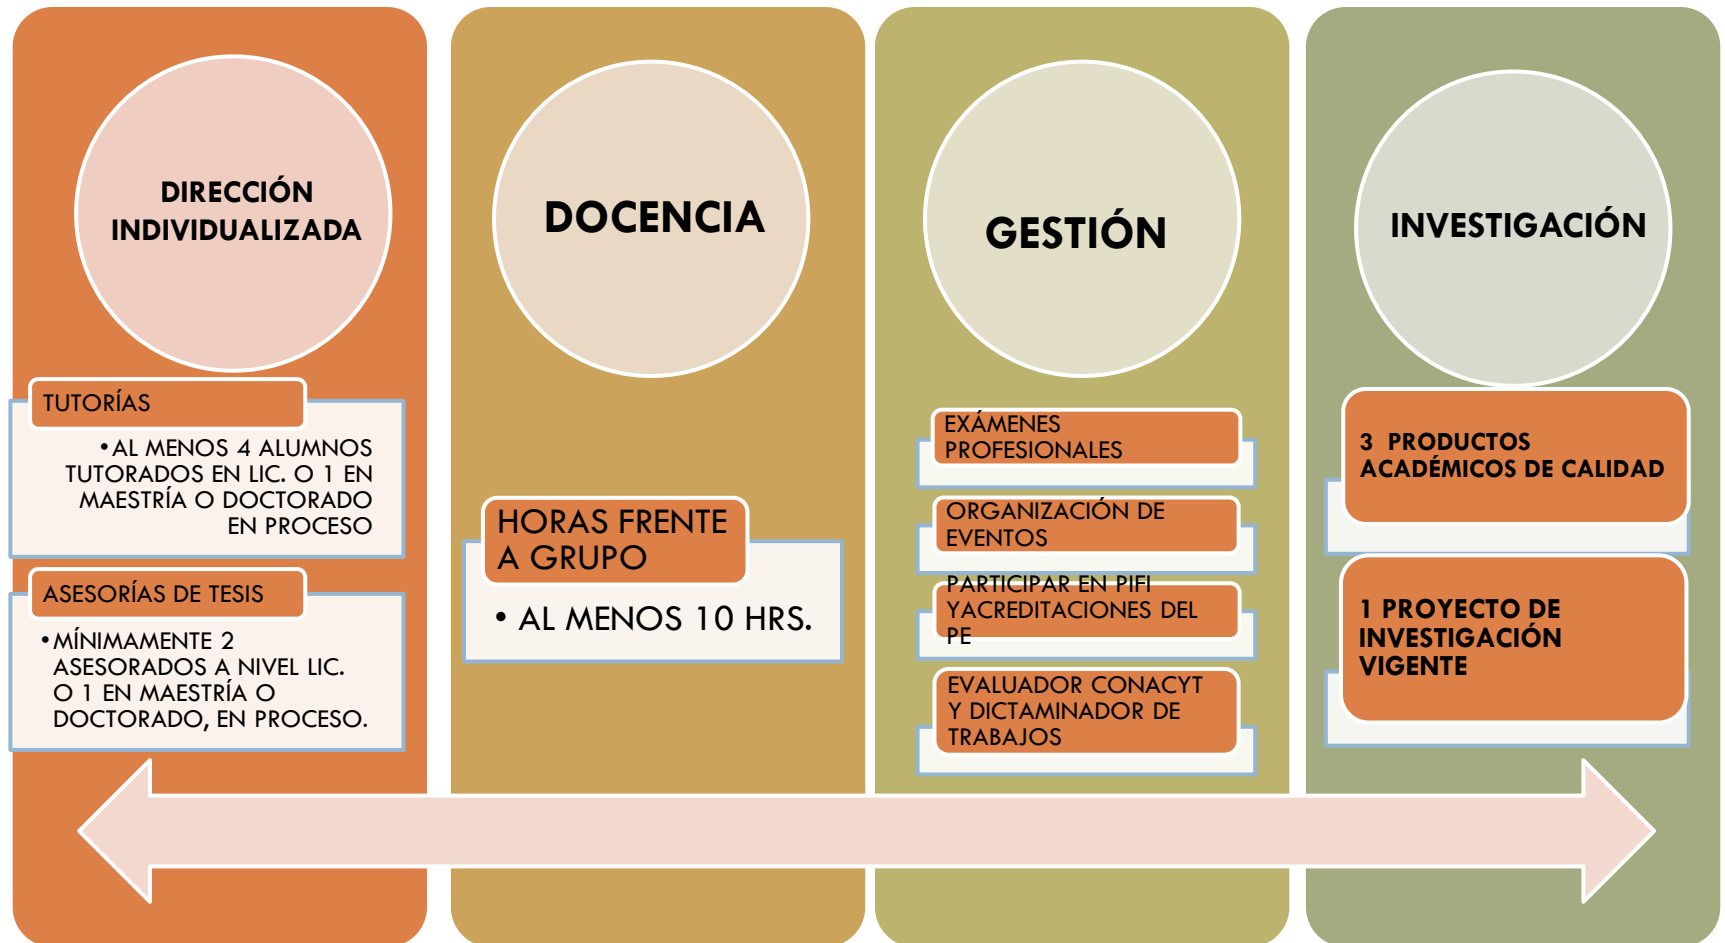 DIRECCIÓN
INDIVIDUALIZADA
TUTORÍAS
•AL MENOS 4 ALUMNOS
TUTORADOS EN LIC. O 1 EN
MAESTRÍA O DOCTORADO
EN PROCESO
ASESORÍAS DE TESIS
•MÍNIMAMENTE 2
ASESORADOS A NIVEL LIC.
O 1 EN MAESTRÍA O
DOCTORADO, EN PROCESO.
DOCENCIA
HORAS FRENTE
A GRUPO
• AL MENOS 10 HRS.
GESTIÓN
EXÁMENES
PROFESIONALES
ORGANIZACIÓN DE
EVENTOS
PARTICIPAR EN PIFI
YACREDITACIONES DEL
PE
EVALUADOR CONACYT
Y DICTAMINADOR DE
TRABAJOS
INVESTIGACIÓN
3 PRODUCTOS
ACADÉMICOS DE CALIDAD
1 PROYECTO DE
INVESTIGACIÓN
VIGENTE